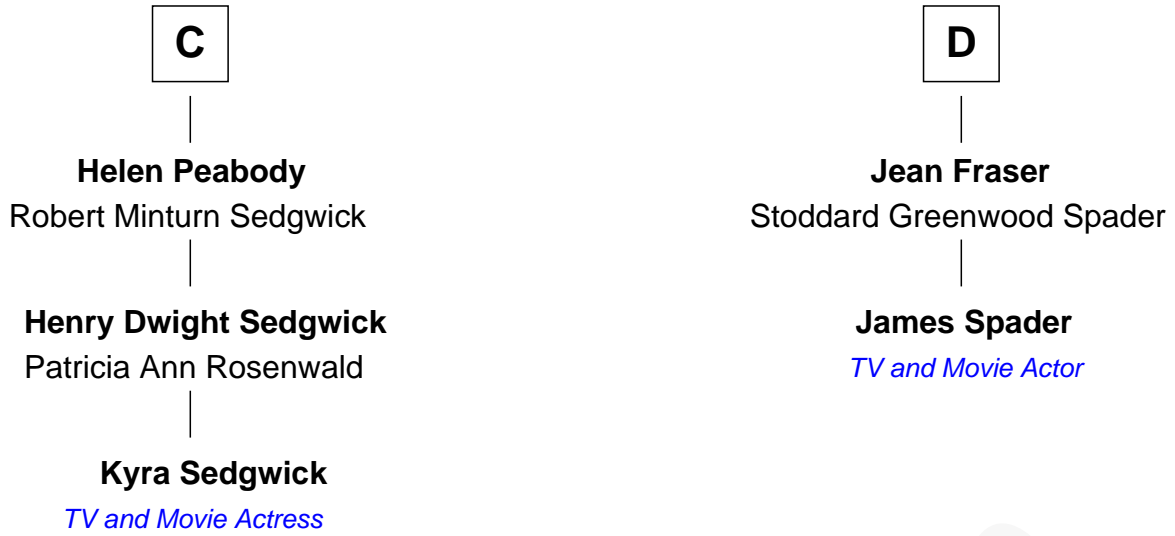 C
Helen Peabody
Robert Minturn Sedgwick
Henry Dwight Sedgwick
Patricia Ann Rosenwald
Kyra Sedgwick
TV and Movie Actress
D
Jean Fraser
Stoddard Greenwood Spader
James Spader
TV and Movie Actor